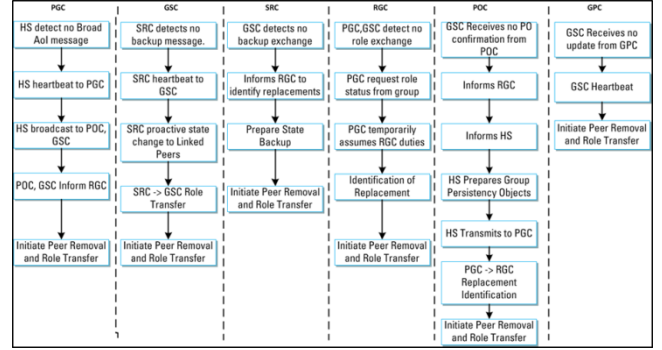 PGC
HS detect no Broad
AoI message
HS heartbeat to PGC
HS broadcast to POC,
GSC
POC, GSC Inform RGC
Initiate Peer Removal
and Role Transfer
GSC
SRC detects no
backup message.
SRC heartbeat to
GSC
SRC proactive state
change to Linked
Peers
SRC -> GSC Role
Transfer
Initiate Peer Removal
and Role Transfer
SRC
GSC detects no
backup exchange
Informs RGC to
identify replacements
Prepare State
Backup
Initiate Peer Removal
and Role Transfer
RGC
PGC,GSC detect no
role exchange
PGC request role
status from group
PGC temporarily
assumes RGC duties
Identification of
Replacement
Initiate Peer Removal
and Role Transfer
POC
GSC Receives no PO
confirmation from
POC
Informs RGC
Informs HS
HS Prepares Group
Persistency Objects
HS Transmits to PGC
PGC -> RGC
Replacement
Identification
Initiate Peer Removal
and Role Transfer
GPC
GSC Receives no
update from GPC
GSC Heartbeat
Initiate Peer Removal
and Role Transfer